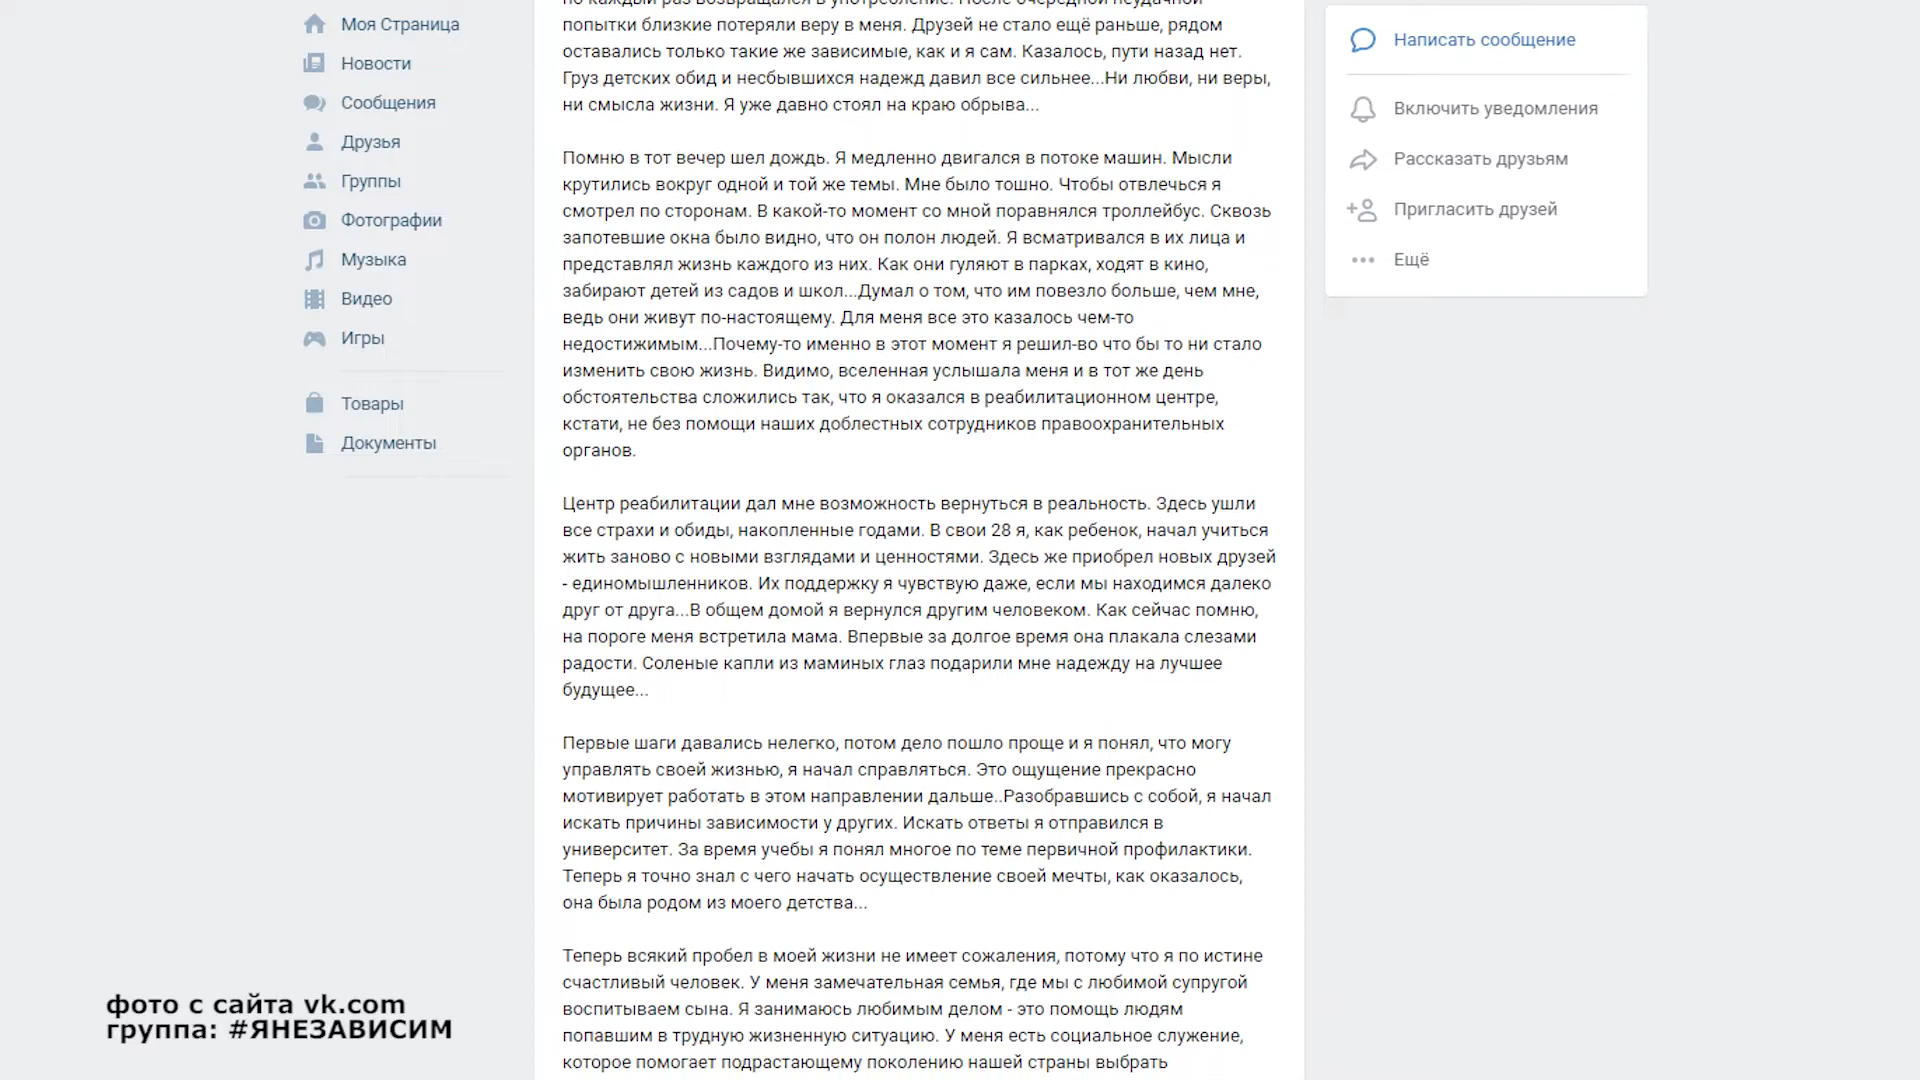 Моя Страница
Новости
Сообщения
Друзья
Группы
Фотографии
Музыка
Видео
Игры
Товары
Документы
по каждый раз возвращался в употребление. После очередной неудачной
попытки близкие потеряли веру в меня. Друзей не стало ещё раньше, рядом
оставались только такие же зависимые, как и я сам. Казалось, пути назад нет.
Груз детских обид и несбывшихся надежд давил все сильнее...Ни любви, ни веры,
ни смысла жизни. Я уже давно стоял на краю обрыва...
Помню в тот вечер шел дождь. Я медленно двигался в потоке машин. Мысли
крутились вокруг одной и той же темы. Мне было тошно. Чтобы отвлечься я
смотрел по сторонам. В какой-то момент со мной поравнялся троллейбус. Сквозь
запотевшие окна было видно, что он полон людей. Я всматривался в их лица и
представлял жизнь каждого из них. Как они гуляют в парках, ходят в кино,
забирают детей из садов и школ...Думал о том, что им повезло больше, чем мне,
ведь они живут по-настоящему. Для меня все это казалось чем-то
недостижимым...Почему-то именно в этот момент я решил-во что бы то ни стало
изменить свою жизнь. Видимо, вселенная услышала меня и в тот же день
обстоятельства сложились так, что я оказался в реабилитационном центре,
кстати, не без помощи наших доблестных сотрудников правоохранительных
органов.
Центр реабилитации дал мне возможность вернуться в реальность. Здесь ушли
все страхи и обиды, накопленные годами. В свои 28 я, как ребенок, начал учиться
жить заново с новыми взглядами и ценностями. Здесь же приобрел новых друзей
- единомышленников. Их поддержку я чувствую даже, если мы находимся далеко
друг от друга...В общем домой я вернулся другим человеком. Как сейчас помню,
на пороге меня встретила мама. Впервые за долгое время она плакала слезами
радости. Соленые капли из маминых глаз подарили мне надежду на лучшее
будущее...
Первые шаги давались нелегко, потом дело пошло проще и я понял, что могу
управлять своей жизнью, я начал справляться. Это ощущение прекрасно
мотивирует работать в этом направлении дальше..Разобравшись с собой, я начал
искать причины зависимости у других. Искать ответы я отправился в
университет. За время учебы я понял многое по теме первичной профилактики.
Теперь я точно знал с чего начать осуществление своей мечты, как оказалось,
она была родом из моего детства...
Теперь всякий пробел в моей жизни не имеет сожаления, потому что я по истине
счастливый человек. У меня замечательная семья, где мы с любимой супругой
воспитываем сына. Я занимаюсь любимым делом - это помощь людям
попавшим в трудную жизненную ситуацию. У меня есть социальное служение,
которое помогает подрастающему поколению нашей страны выбрать
Написать сообщение
Включить уведомления
Рассказать друзьям
Пригласить друзей
Ещё
фото с сайта vk.com
группа: #ЯНЕЗАВИСИМ